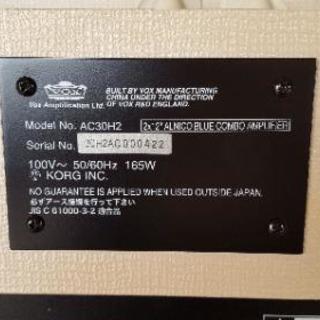 VOX
Vox Amplification Ltd.
BUILT BY VOX MANUFACTURING
CHINA UNDER THE DIRECTION
OF VOX R&D ENGLAND.
Model No. AC30H2
2x12" ALNICO BLUE COMBO AMPLIFIER
Serial No. 30H2AC000422
100V~ 50/60Hz 165W
KORG INC.
NO GUARANTEE IS APPLIED WHEN USED OUTSIDE JAPAN.
必ずアース接続を行って下さい
JIS C 61000-3-2 適合品